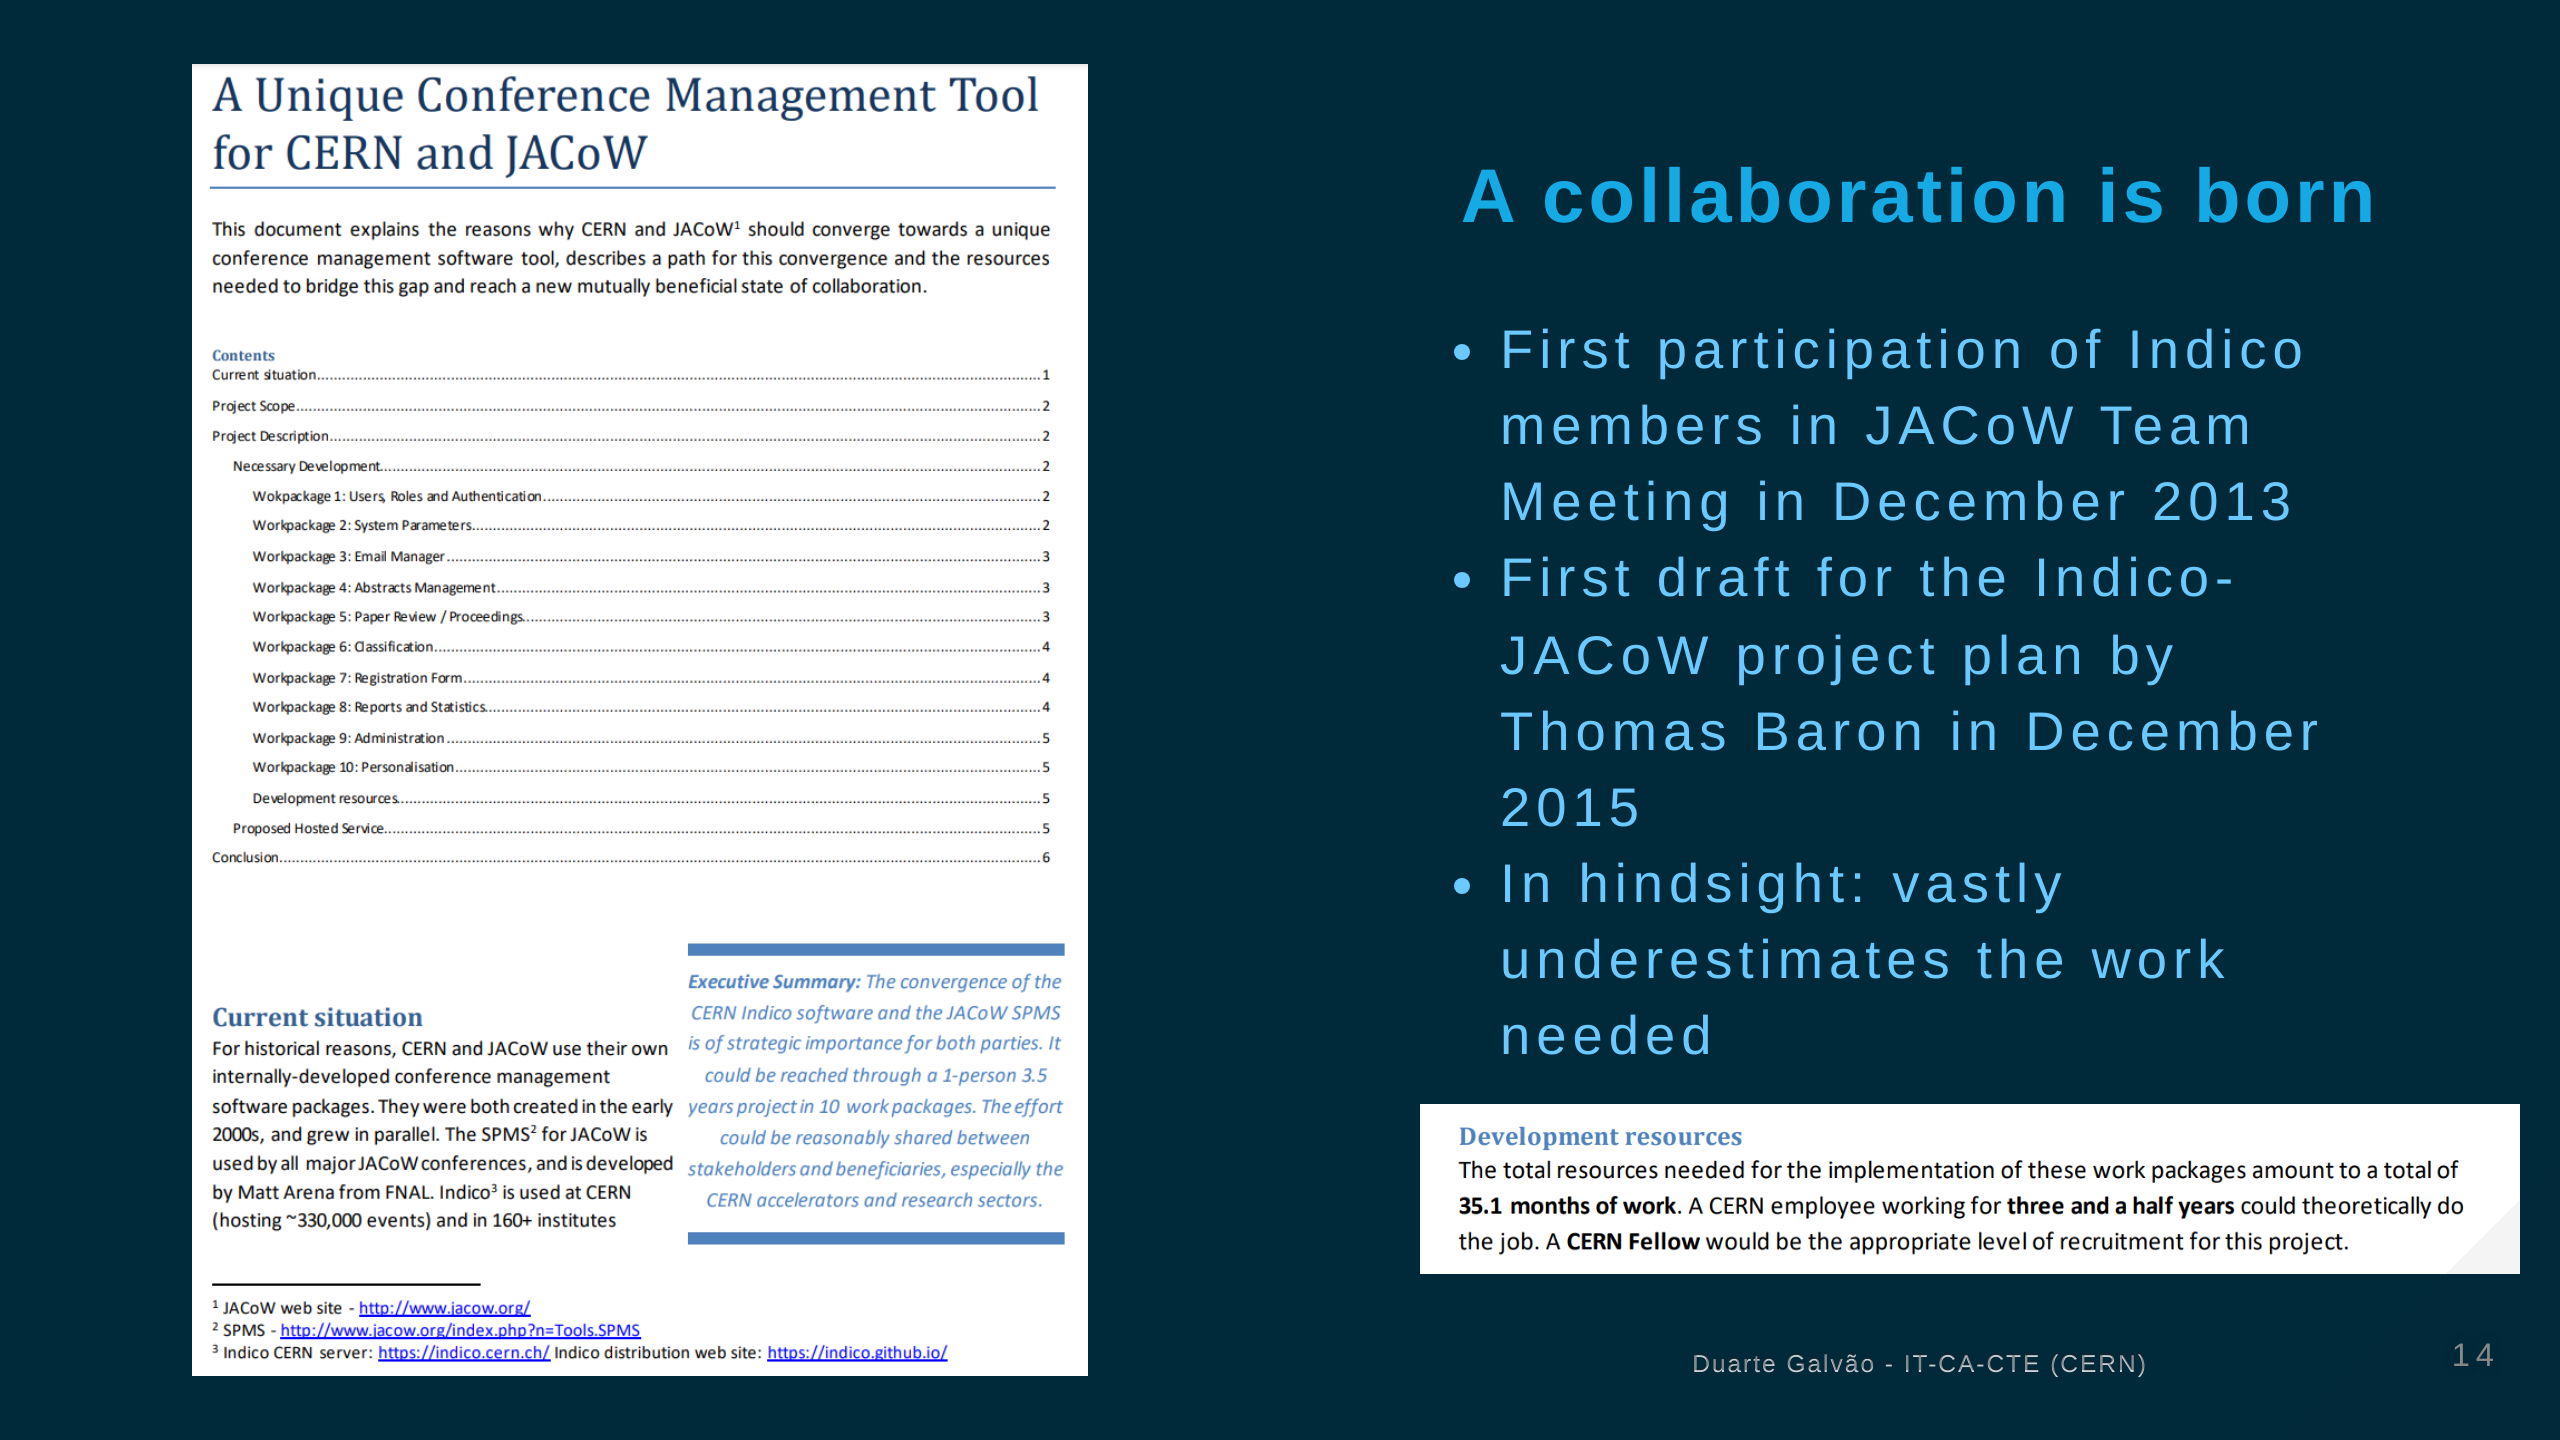 A Unique Conference Management Tool
for CERN and JACoW
This document explains the reasons why CERN and JACoW¹ should converge towards a unique
conference management software tool, describes a path for this convergence and the resources
needed to bridge this gap and reach a new mutually beneficial state of collaboration.
Contents
Current situation 1
Project Scope 2
Project Description 2
Necessary Development 2
Wokpackage 1: Users, Roles and Authentication 2
Workpackage 2: System Parameters 2
Workpackage 3: Email Manager 3
Workpackage 4: Abstracts Management 3
Workpackage 5: Paper Review / Proceedings 3
Workpackage 6: Classification 4
Workpackage 7: Registration Form 4
Workpackage 8: Reports and Statistics 4
Workpackage 9: Administration 5
Workpackage 10: Personalisation 5
Development resources 5
Proposed Hosted Service 5
Conclusion 6
Current situation
For historical reasons, CERN and JACoW use their own
internally-developed conference management
software packages. They were both created in the early
2000s, and grew in parallel. The SPMS² for JACoW is
used by all major JACoW conferences, and is developed
by Matt Arena from FNAL. Indico³ is used at CERN
(hosting ~330,000 events) and in 160+ institutes
Executive Summary: The convergence of the
CERN Indico software and the JACoW SPMS
is of strategic importance for both parties. It
could be reached through a 1-person 3.5
years project in 10 work packages. The effort
could be reasonably shared between
stakeholders and beneficiaries, especially the
CERN accelerators and research sectors.
¹ JACoW web site - http://www.jacow.org/
² SPMS - http://www.jacow.org/index.php?n=Tools.SPMS
³ Indico CERN server: https://indico.cern.ch/ Indico distribution web site: https://indico.github.io/
A collaboration is born
• First participation of Indico
members in JACoW Team
Meeting in December 2013
• First draft for the Indico-
JACoW project plan by
Thomas Baron in December
2015
• In hindsight: vastly
underestimates the work
needed
Development resources
The total resources needed for the implementation of these work packages amount to a total of
35.1 months of work. A CERN employee working for three and a half years could theoretically do
the job. A CERN Fellow would be the appropriate level of recruitment for this project.
Duarte Galvão - IT-CA-CTE (CERN)
14